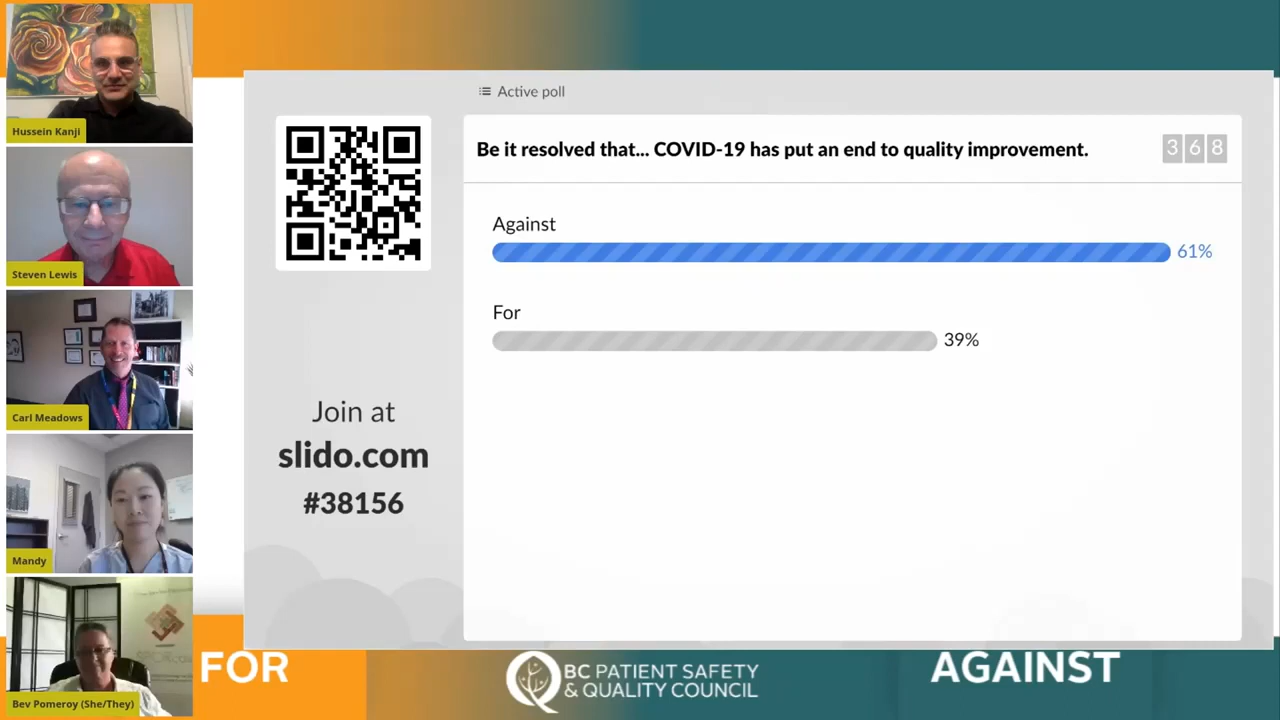 Hussein Kanji
Steven Lewis
Carl Meadows
Mandy
Bev Pomeroy (She/They)
Active poll
Be it resolved that... COVID-19 has put an end to quality improvement.
368
Against
61%
For
39%
Join at
slido.com
#38156
FOR
BC PATIENT SAFETY
& QUALITY COUNCIL
AGAINST